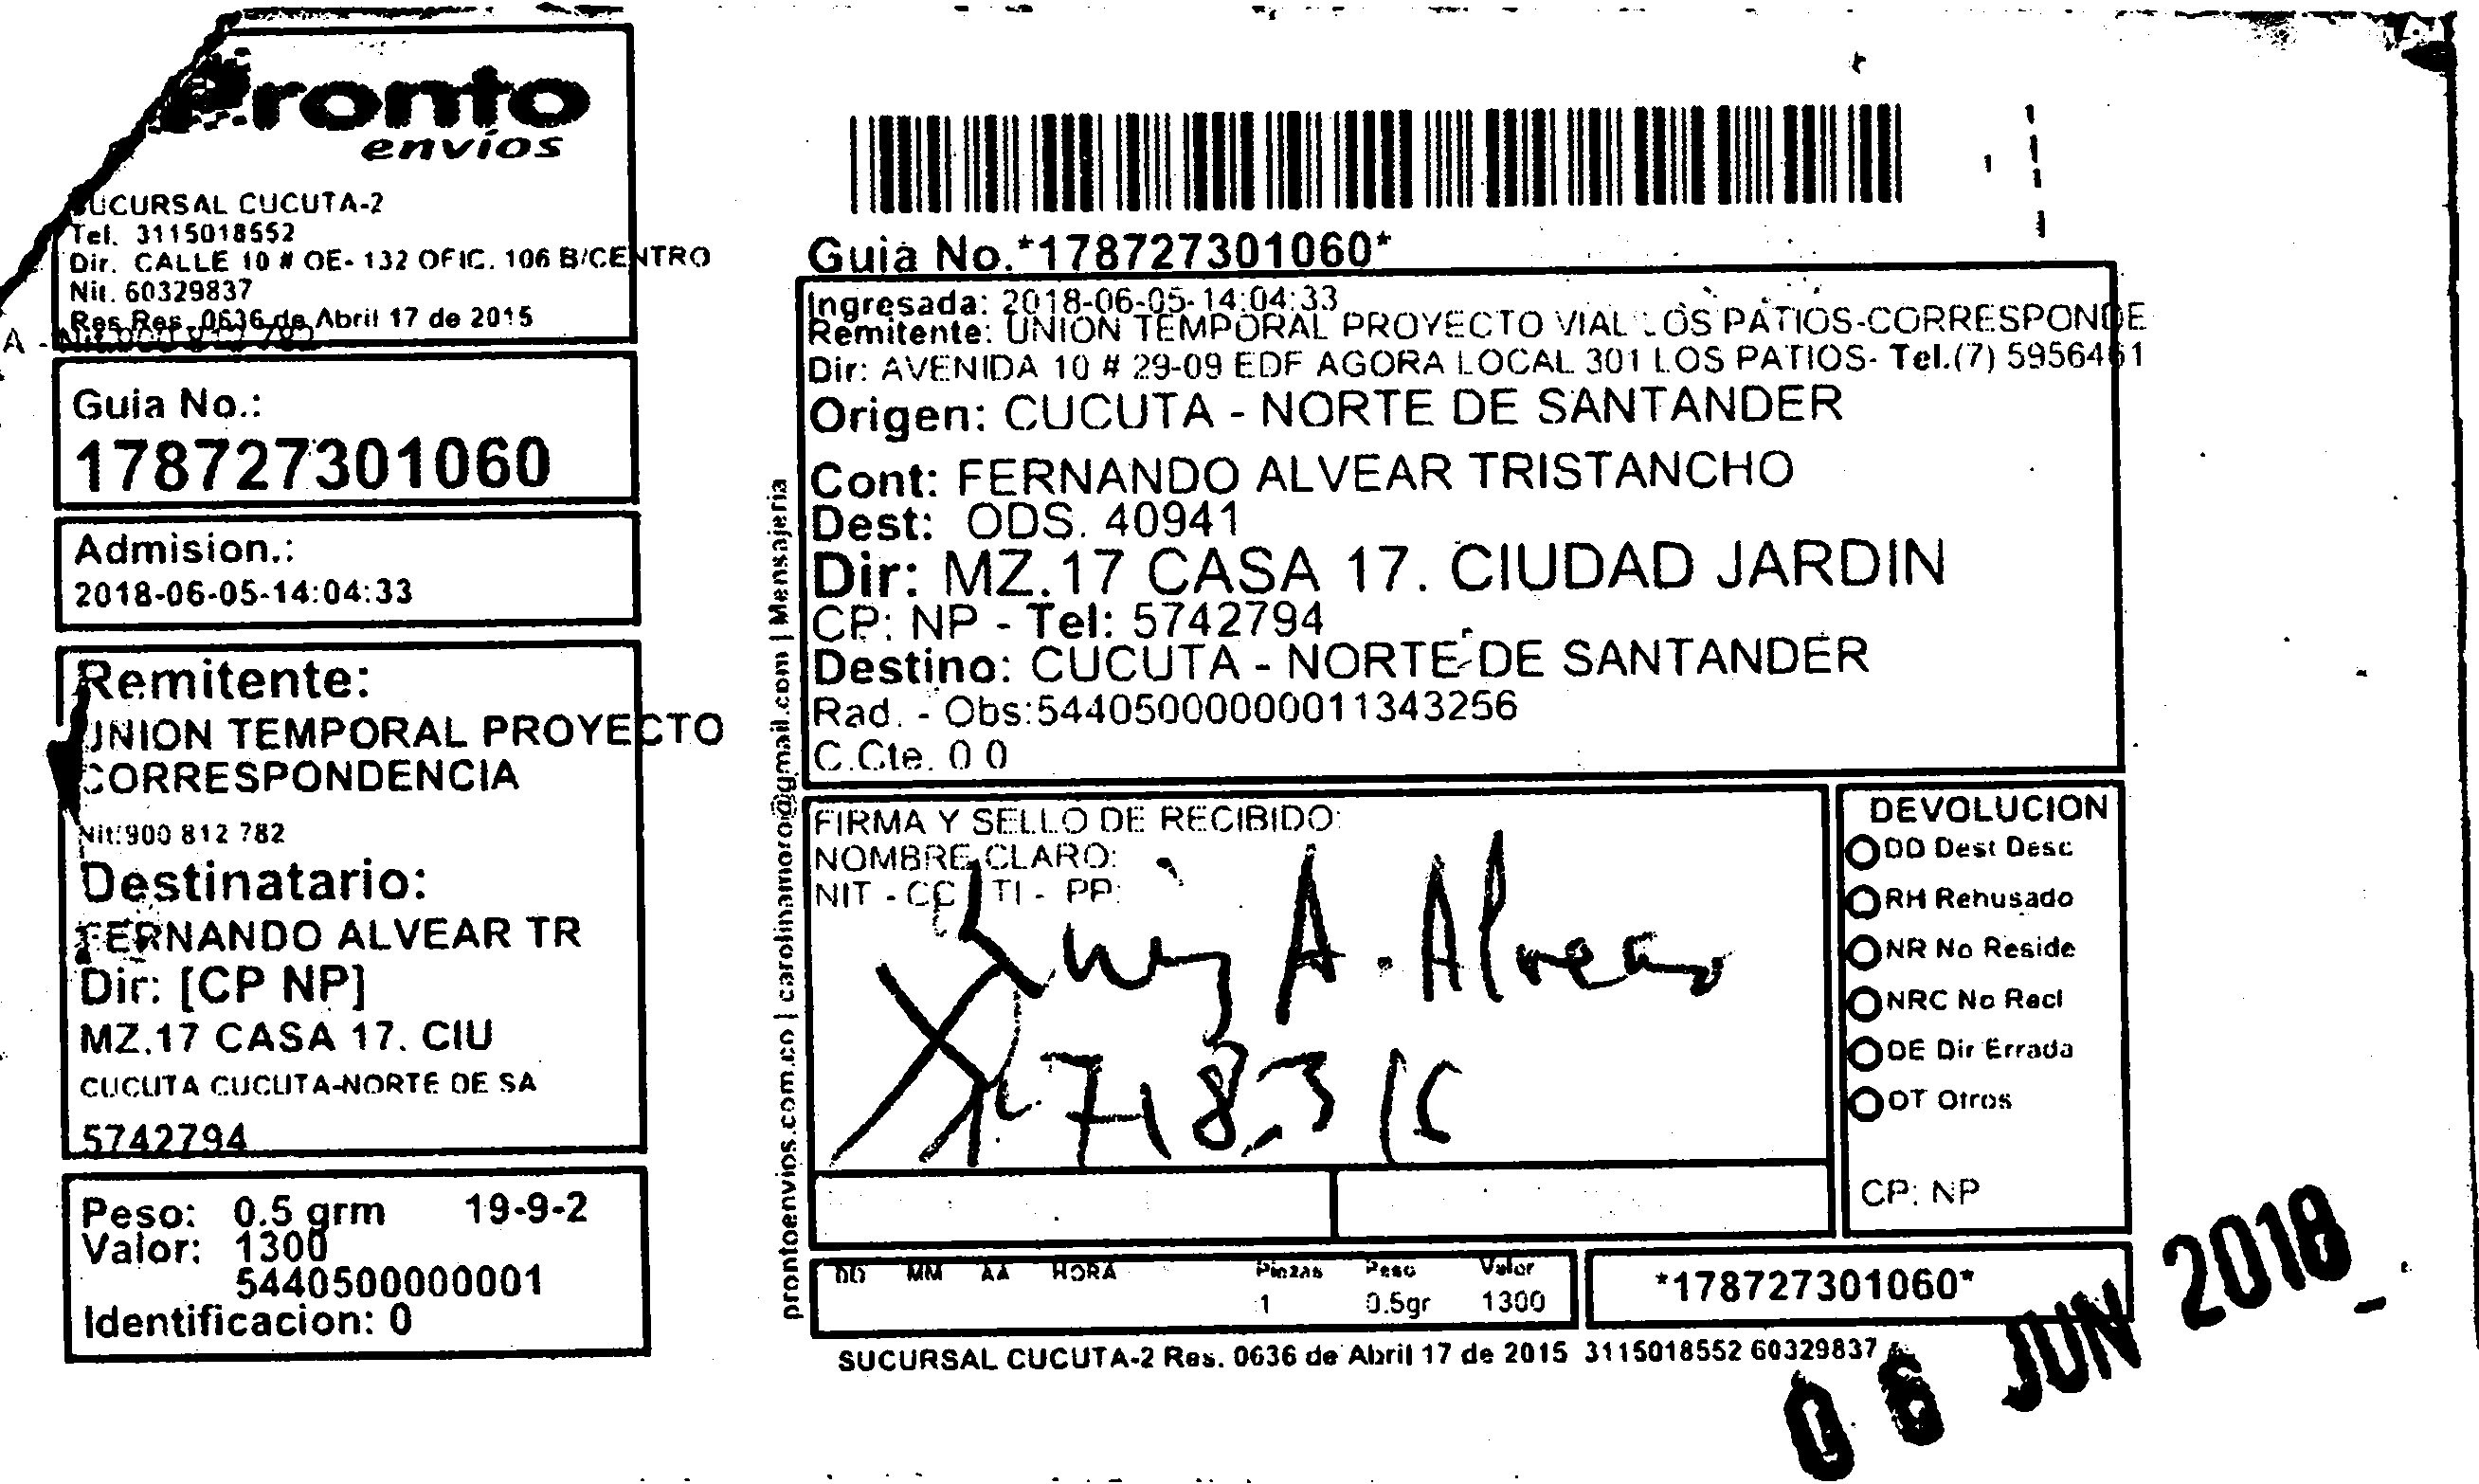 Pronto
envíos
SUCURSAL CUCUTA-2
Tel. 3115018552
Dir. CALLE 10 # OE- 132 OFIC. 106 B/CENTRO
Nit. 60329837
Res Res. 0636 de Abril 17 de 2015
Guia No.:
178727301060
Admision.:
2018-06-05-14:04:33
Remitente:
UNION TEMPORAL PROYECTO
CORRESPONDENCIA
Nit:900 812 782
Destinatario:
FERNANDO ALVEAR TR
Dir: [CP NP]
MZ.17 CASA 17. CIU
CUCUTA CUCUTA-NORTE DE SA
5742794
Peso: 0.5 grm 19-9-2
Valor: 1300
5440500000001
Identificacion: 0
prontoenvios.com.co | carolinamoro@gmail.com | Mensajeria
Guia No.*178727301060*
Ingresada: 2018-06-05-14:04:33
Remitente: UNION TEMPORAL PROYECTO VIAL LOS PATIOS-CORRESPONDE
Dir: AVENIDA 10 # 29-09 EDF AGORA LOCAL 301 LOS PATIOS- Tel.(7) 5956461
Origen: CUCUTA - NORTE DE SANTANDER
Cont: FERNANDO ALVEAR TRISTANCHO
Dest: ODS. 40941
Dir: MZ.17 CASA 17. CIUDAD JARDIN
CP: NP - Tel: 5742794
Destino: CUCUTA - NORTE DE SANTANDER
Rad. - Obs:544050000000011343256
C.Cte. 0 0
FIRMA Y SELLO DE RECIBIDO:
NOMBRE CLARO:
NIT - CC - TI - PP:
Luis A. Alvear
DEVOLUCION
DD Dest Desc
RH Rehusado
NR No Reside
NRC No Recl
DE Dir Errada
OT Otros
CP: NP
DD MM AA HORA Piezas Peso Valor
1 0.5gr 1300
*178727301060*
SUCURSAL CUCUTA-2 Res. 0636 de Abril 17 de 2015 3115018552 60329837
06 JUN 2018